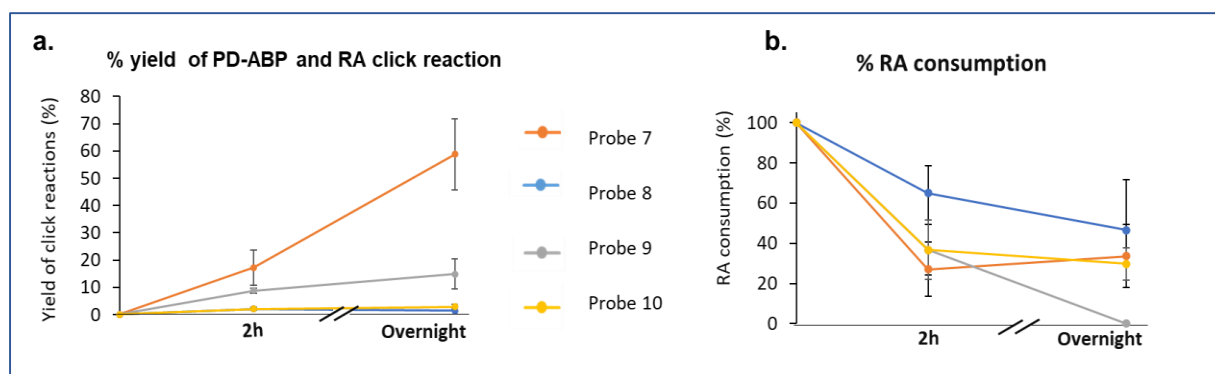 a.
% yield of PD-ABP and RA click reaction
Yield of click reactions (%)
80
70
60
50
40
30
20
10
0
2h
Overnight
Probe 7
Probe 8
Probe 9
Probe 10
b.
% RA consumption
RA consumption (%)
100
80
60
40
20
0
2h
Overnight